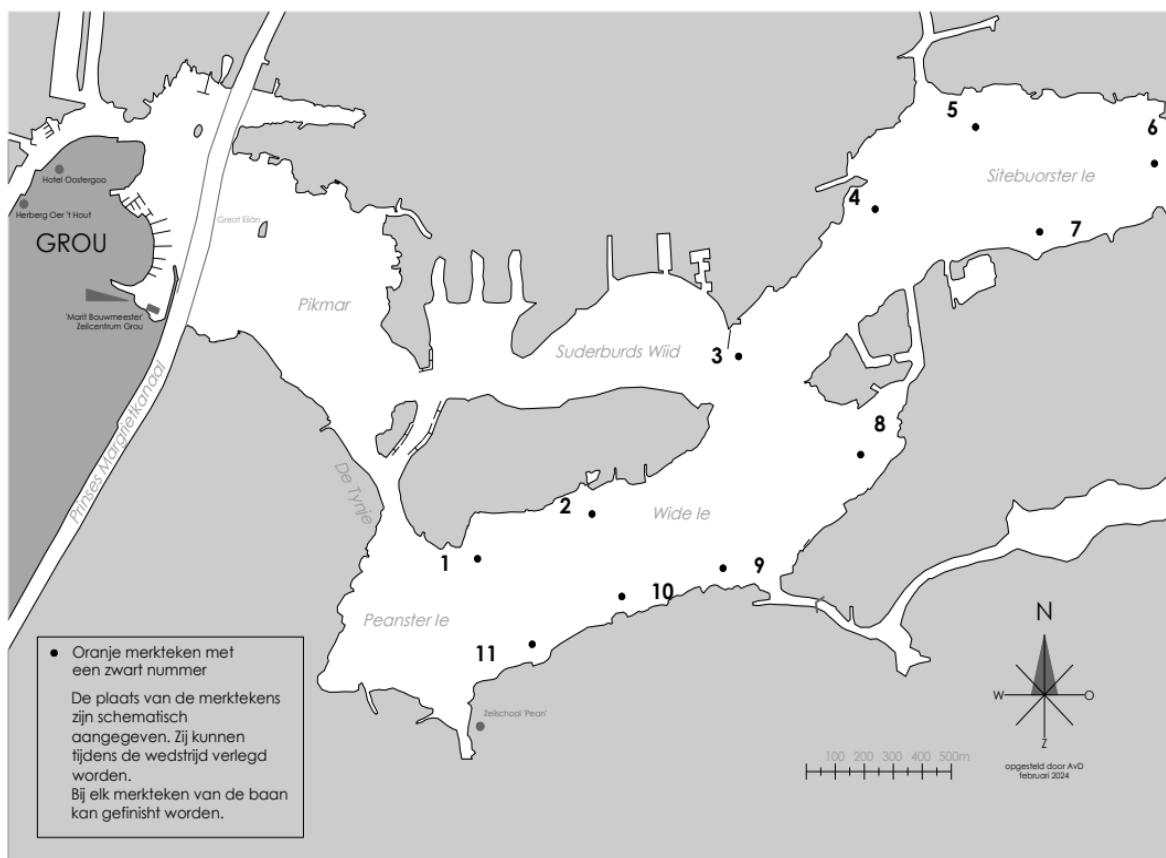 5
6
Hotel Oostergoo
Sitebuorster Ie
4
Herberg Oer 't Hout
Great Eilân
7
GROU
Pikmar
'Marit Bouwmeester'
Zeilcentrum Grou
Suderburds Wiid
3
Prinses Margrietkanaal
8
De Tynje
2
Wide Ie
1
9
10
Peanster Ie
11
N
W
O
Z
Oranje merkteken met
een zwart nummer
De plaats van de merktekens
zijn schematisch
aangegeven. Zij kunnen
tijdens de wedstrijd verlegd
worden.
Bij elk merkteken van de baan
kan gefinisht worden.
Zeilschool 'Pean'
100 200 300 400 500m
opgesteld door AvD
februari 2024